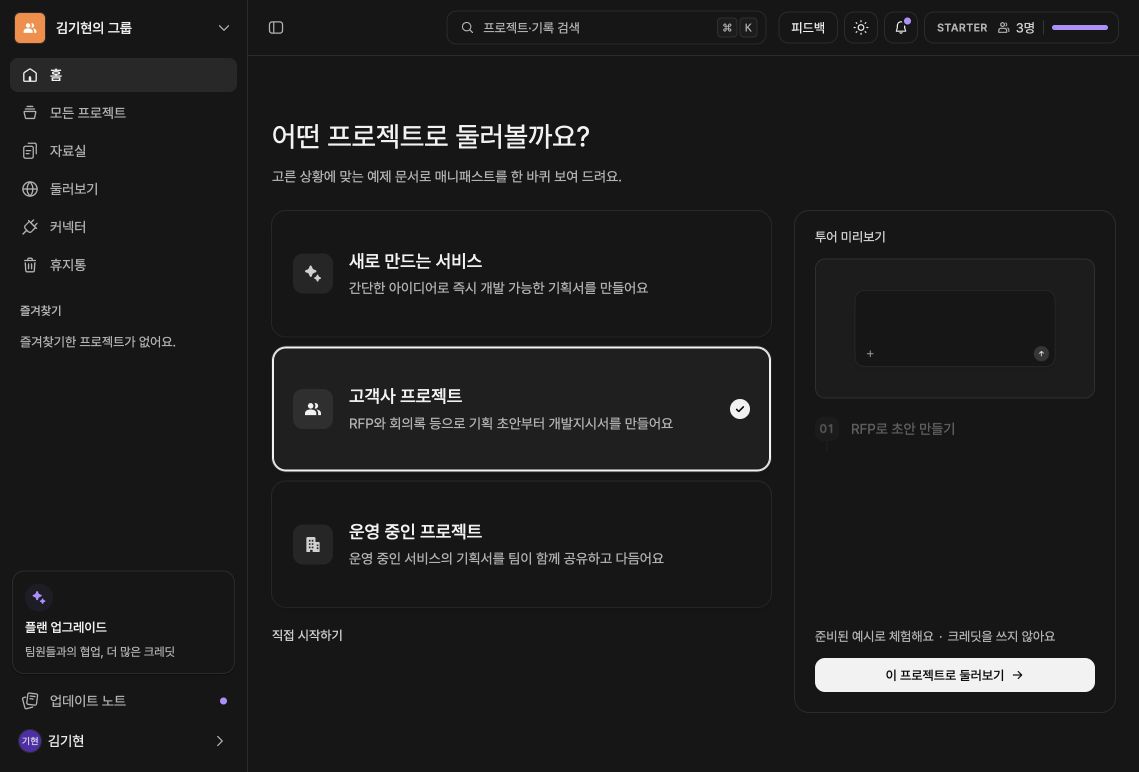 김기현의 그룹
홈
모든 프로젝트
자료실
둘러보기
커넥터
휴지통
즐겨찾기
즐겨찾기한 프로젝트가 없어요.
플랜 업그레이드
팀원들과의 협업, 더 많은 크레딧
업데이트 노트
기현 김기현
프로젝트·기록 검색 ⌘ K
피드백
STARTER 3명
어떤 프로젝트로 둘러볼까요?
고른 상황에 맞는 예제 문서로 매니패스트를 한 바퀴 보여 드려요.
새로 만드는 서비스
간단한 아이디어로 즉시 개발 가능한 기획서를 만들어요
고객사 프로젝트
RFP와 회의록 등으로 기획 초안부터 개발지시서를 만들어요
운영 중인 프로젝트
운영 중인 서비스의 기획서를 팀이 함께 공유하고 다듬어요
직접 시작하기
투어 미리보기
01 RFP로 초안 만들기
준비된 예시로 체험해요 · 크레딧을 쓰지 않아요
이 프로젝트로 둘러보기 →